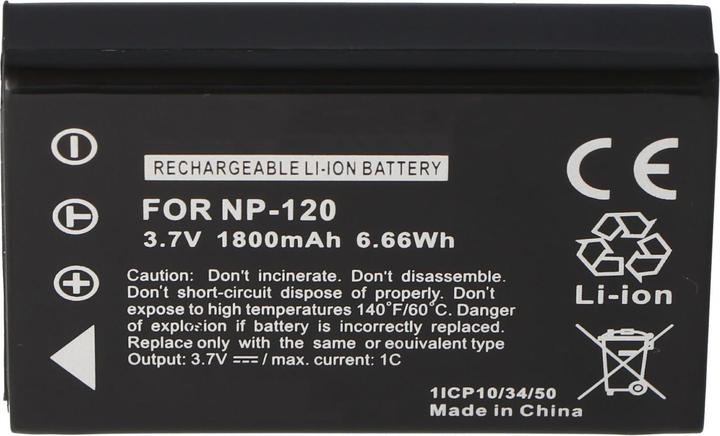 RECHARGEABLE LI-ION BATTERY
FOR NP-120
3.7V 1800mAh 6.66Wh
Caution: Don't incinerate. Don't disassemble.
Don't short-circuit dispose of properly. Don't
expose to high temperatures 140°F/60°C. Danger
of explosion if battery is incorrectly replaced.
Replace only with the same or equivalent type
Output: 3.7V ⎓ / max. current: 1C
CE
Li-ion
1ICP10/34/50
Made in China